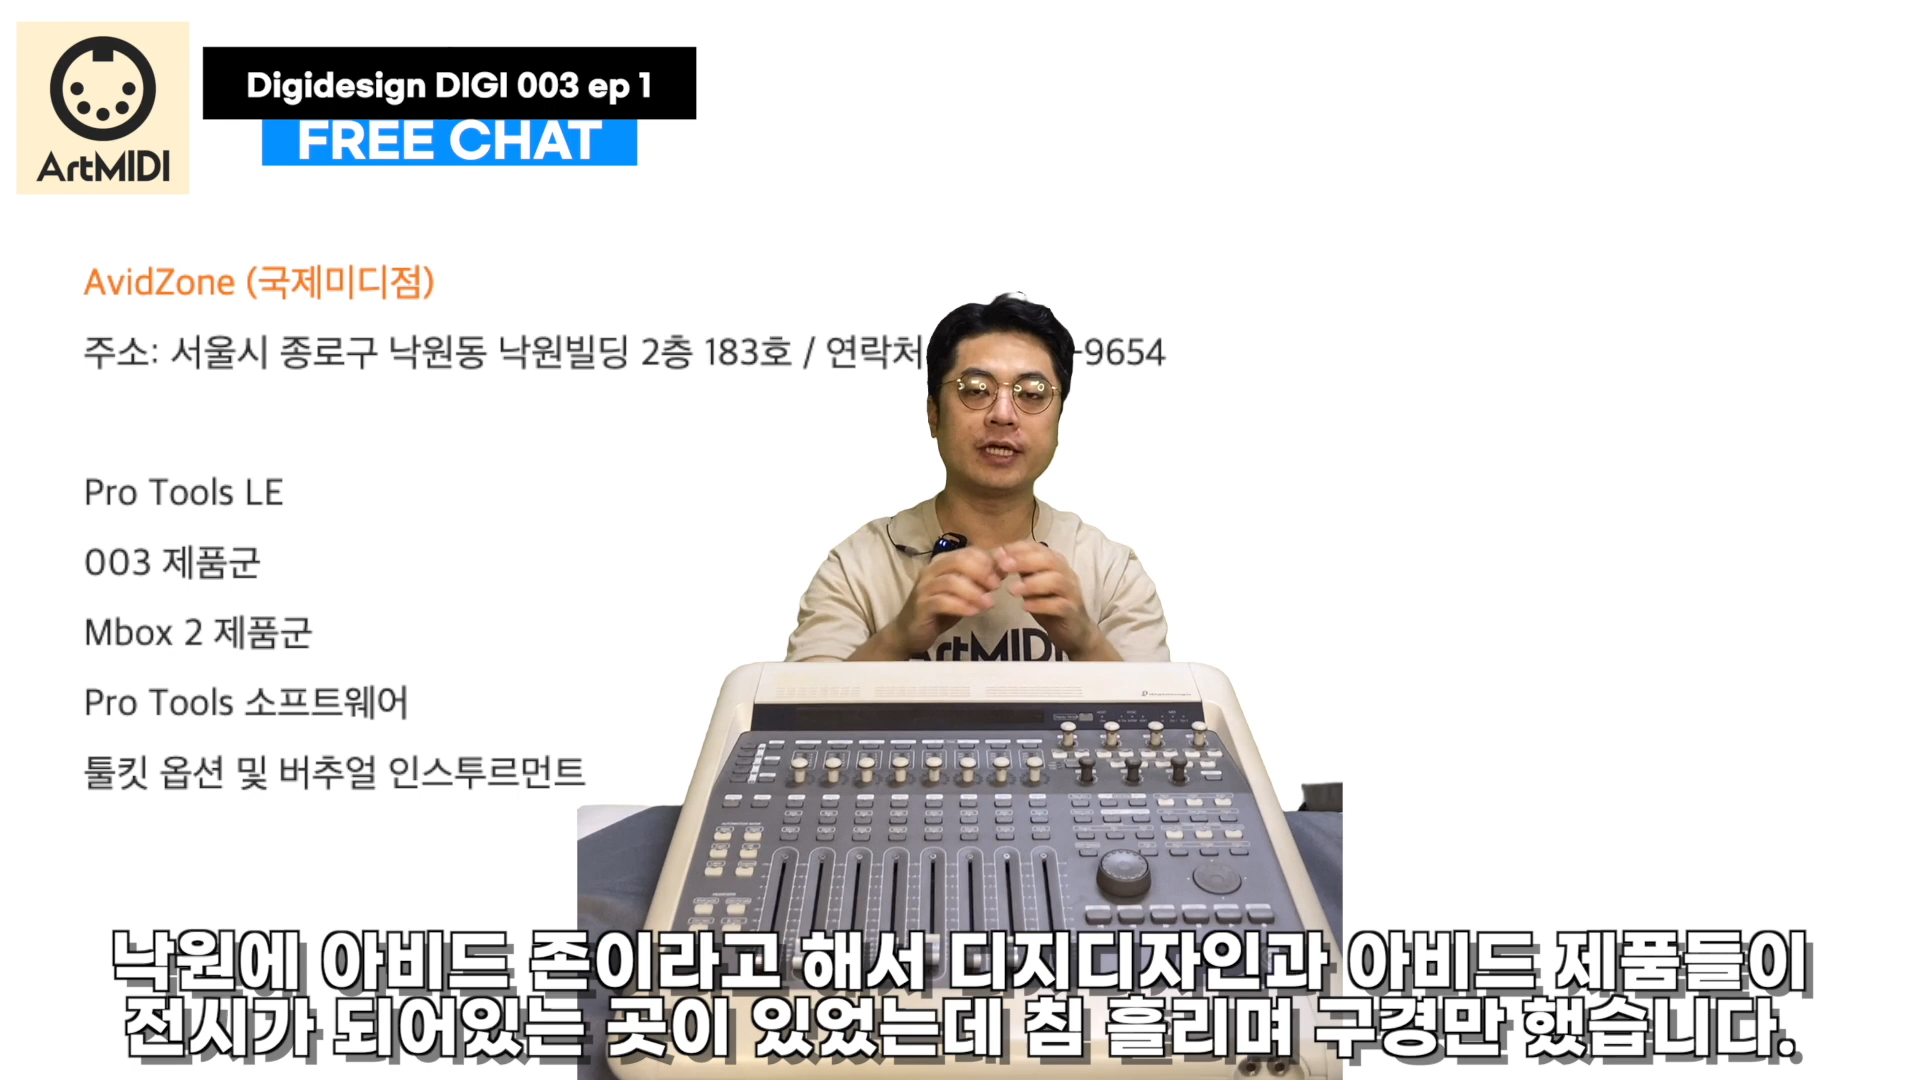 ArtMIDI
Digidesign DIGI 003 ep 1
FREE CHAT
AvidZone (국제미디점)
주소: 서울시 종로구 낙원동 낙원빌딩 2층 183호 / 연락처 -9654
Pro Tools LE
003 제품군
Mbox 2 제품군
Pro Tools 소프트웨어
툴킷 옵션 및 버추얼 인스투르먼트
ArtMIDI
낙원에 아비드 존이라고 해서 디지디자인과 아비드 제품들이
전시가 되어있는 곳이 있었는데 침 흘리며 구경만 했습니다.